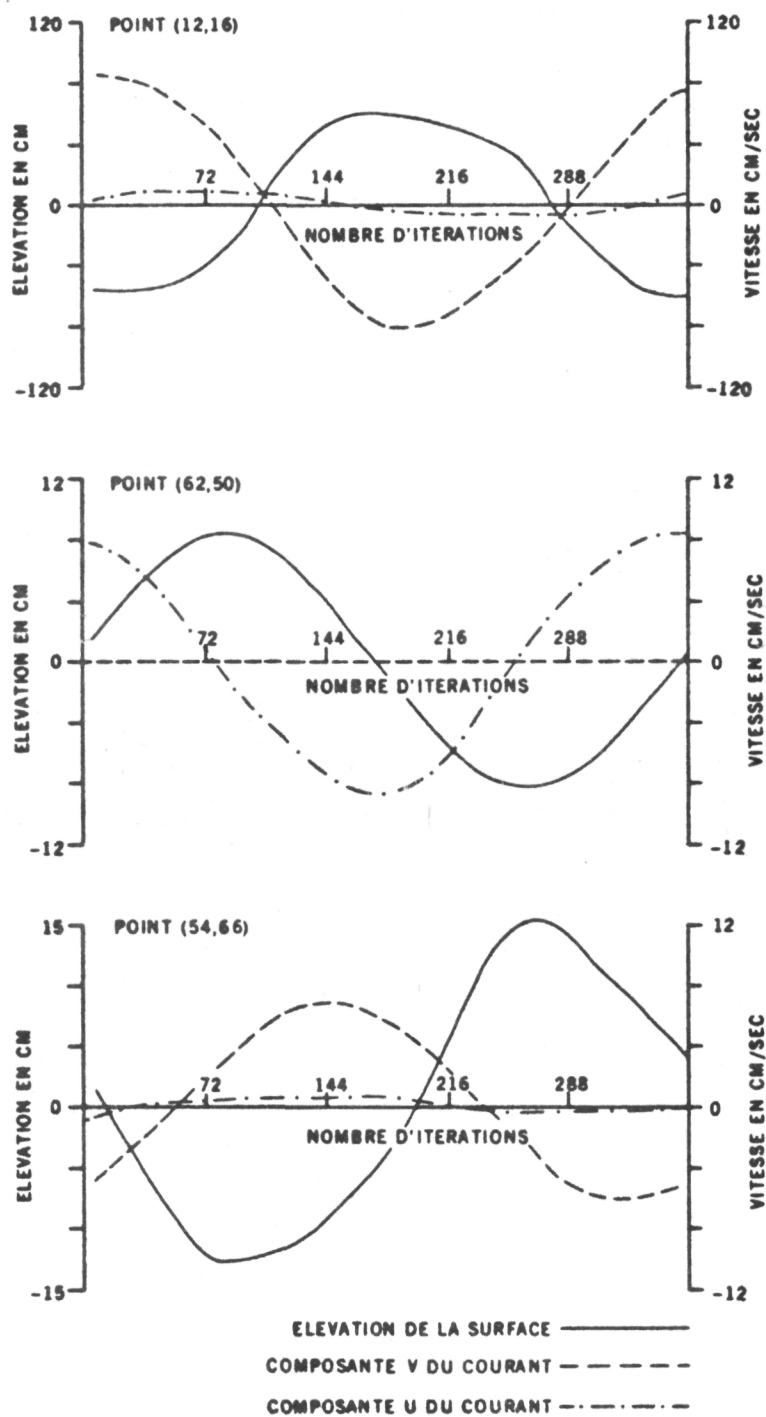 120
POINT (12,16)
120
ELEVATION EN CM
VITESSE EN CM/SEC
72
144
216
288
0
0
NOMBRE D'ITERATIONS
-120
-120
12
POINT (62,50)
12
ELEVATION EN CM
VITESSE EN CM/SEC
72
144
216
288
0
0
NOMBRE D'ITERATIONS
-12
-12
15
POINT (54,66)
12
ELEVATION EN CM
VITESSE EN CM/SEC
72
144
216
288
0
0
NOMBRE D'ITERATIONS
-15
-12
ELEVATION DE LA SURFACE
COMPOSANTE V DU COURANT
COMPOSANTE U DU COURANT